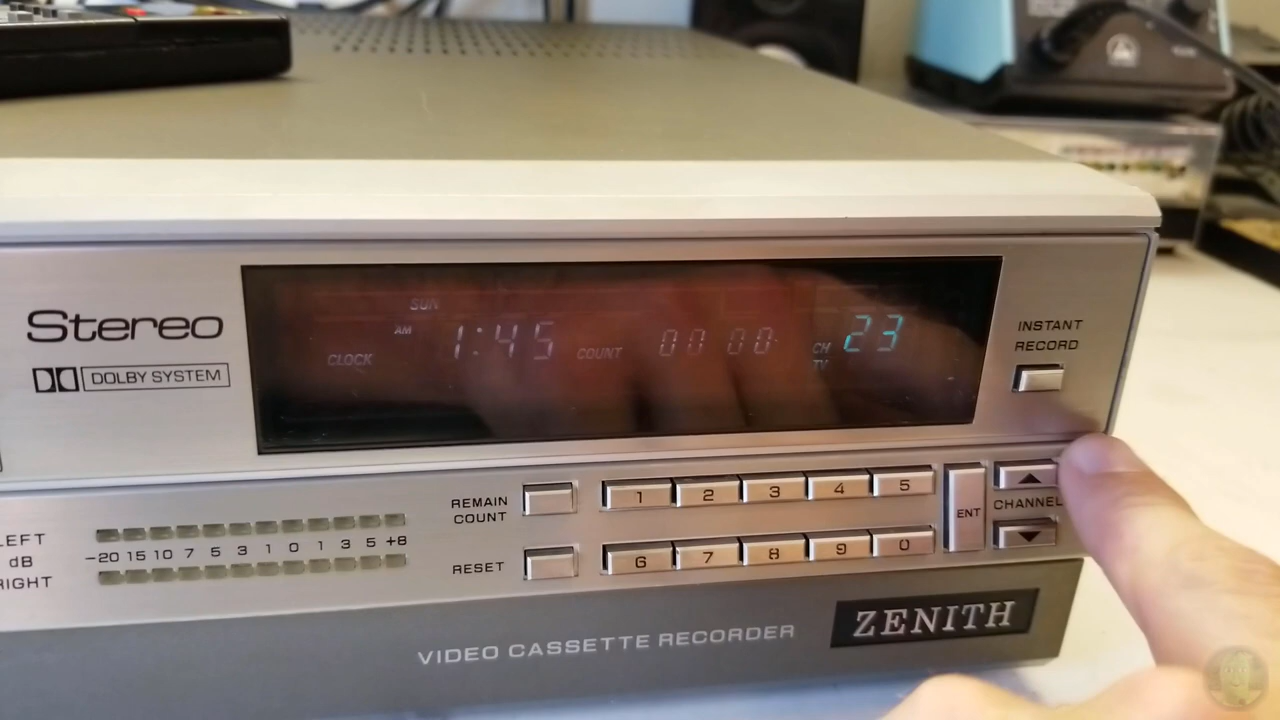 Stereo
DOLBY SYSTEM
SUN
AM 1:45
CLOCK
COUNT 00 00
CH 23
TV
INSTANT
RECORD
LEFT
dB
RIGHT
-20 15 10 7 5 3 1 0 1 3 5 +8
REMAIN
COUNT
RESET
1 2 3 4 5
6 7 8 9 0
ENT
CHANNEL
VIDEO CASSETTE RECORDER
ZENITH